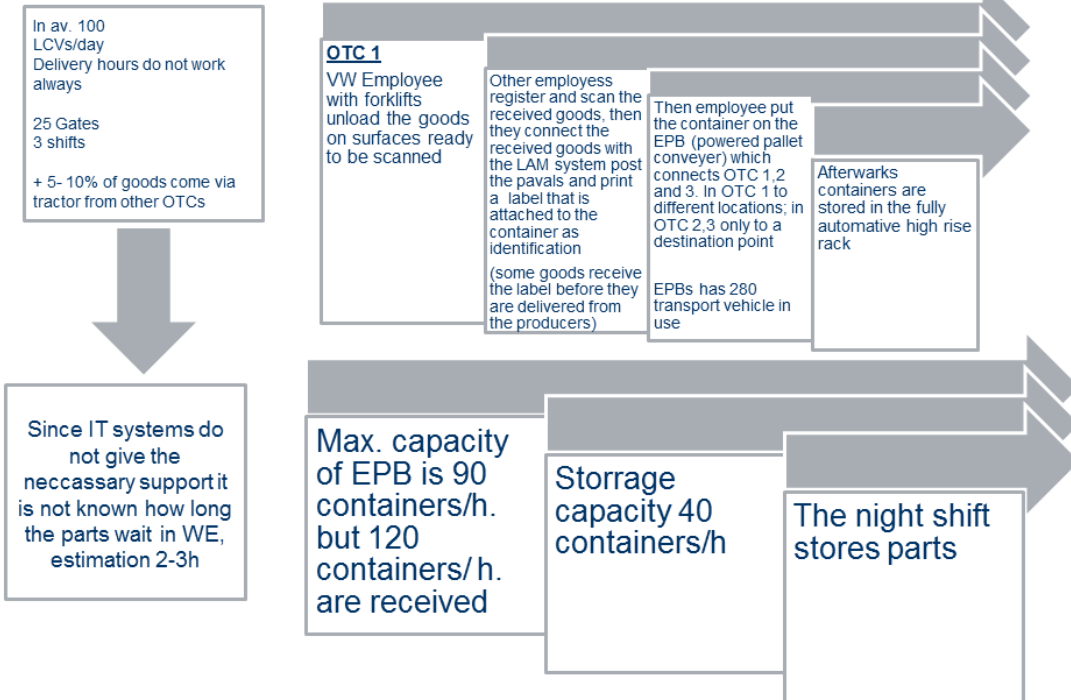 In av. 100
LCVs/day
Delivery hours do not work
always
25 Gates
3 shifts
+ 5- 10% of goods come via
tractor from other OTCs
Since IT systems do
not give the
neccassary support it
is not known how long
the parts wait in WE,
estimation 2-3h
OTC 1
VW Employee
with forklifts
unload the goods
on surfaces ready
to be scanned
Other employess
register and scan the
received goods, then
they connect the
received goods with
the LAM system post
the pavals and print
a label that is
attached to the
container as
identification
(some goods receive
the label before they
are delivered from
the producers)
Then employee put
the container on the
EPB (powered pallet
conveyer) which
connects OTC 1,2
and 3. In OTC 1 to
different locations; in
OTC 2,3 only to a
destination point
EPBs has 280
transport vehicle in
use
Afterwarks
containers are
stored in the fully
automative high rise
rack
Max. capacity
of EPB is 90
containers/h.
but 120
containers/ h.
are received
Storrage
capacity 40
containers/h
The night shift
stores parts